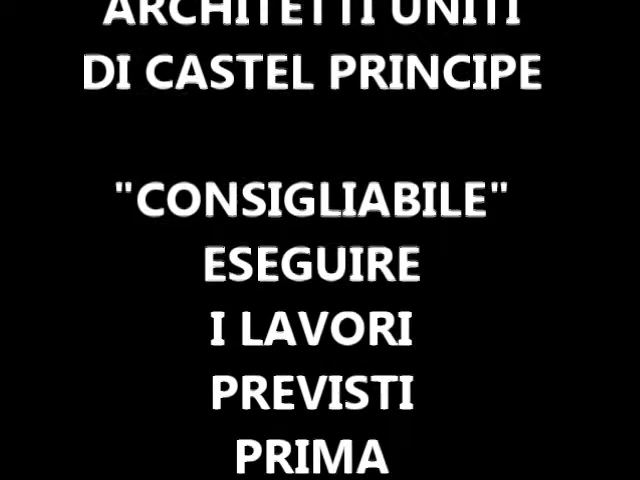 ARCHITETTI UNITI
DI CASTEL PRINCIPE
"CONSIGLIABILE"
ESEGUIRE
I LAVORI
PREVISTI
PRIMA